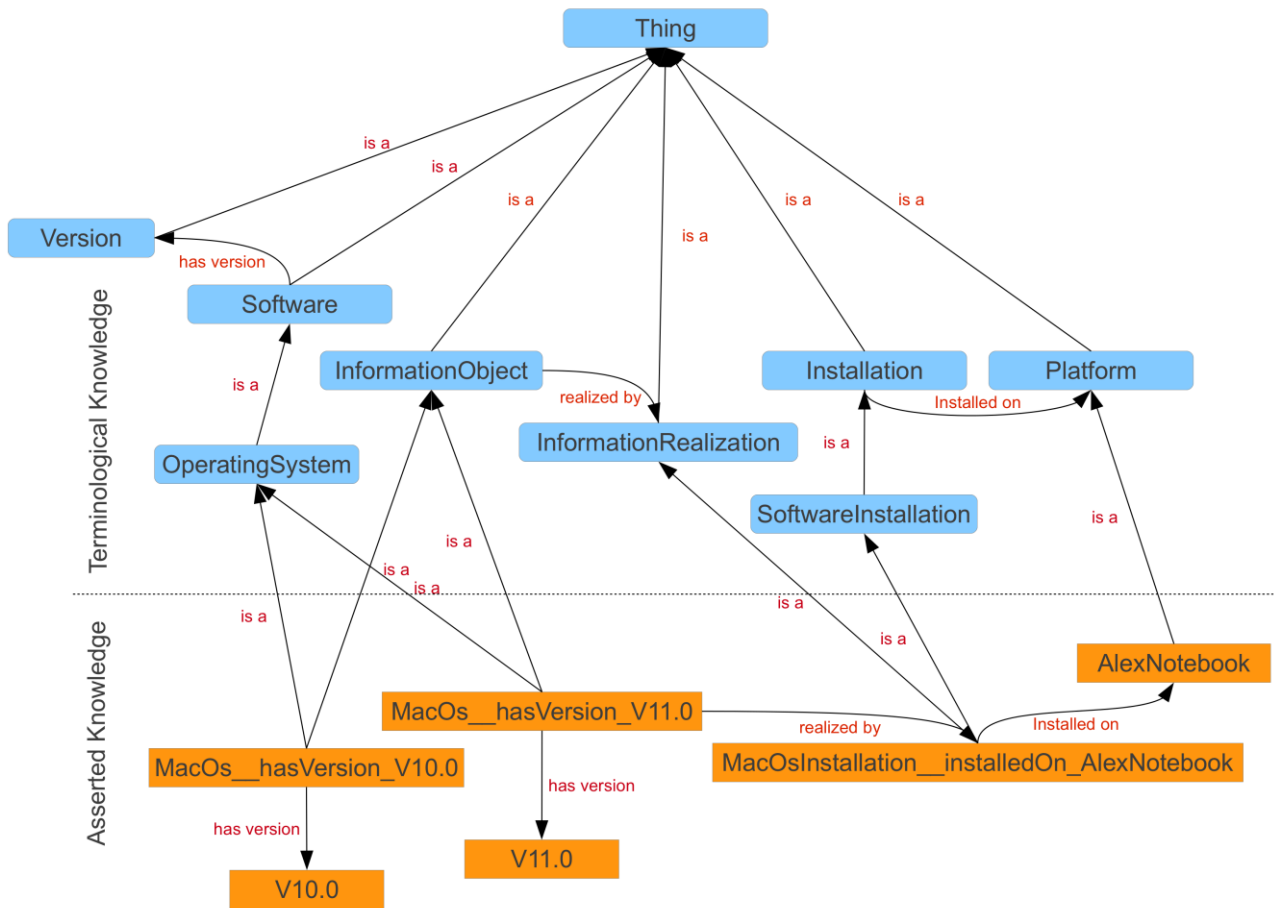 Thing
is a
is a
is a
is a
is a
is a
Version
has version
Software
InformationObject
Installation
Platform
is a
realized by
Installed on
InformationRealization
is a
OperatingSystem
SoftwareInstallation
is a
is a
is a
is a
Terminological Knowledge
is a
is a
is a
Asserted Knowledge
AlexNotebook
MacOs__hasVersion_V11.0
realized by
Installed on
MacOs__hasVersion_V10.0
MacOsInstallation__installedOn_AlexNotebook
has version
has version
V11.0
V10.0